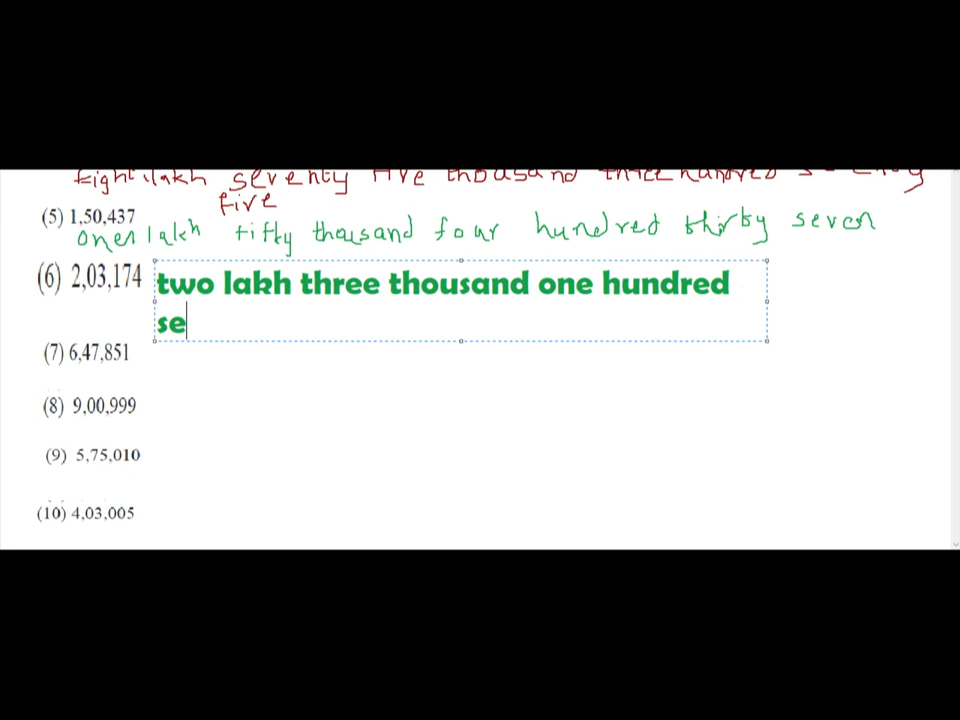 Eight lakh seventy five thousand three hundred
five
(5) 1,50,437
one lakh fifty thousand four hundred thirty seven
(6) 2,03,174 two lakh three thousand one hundred
se
(7) 6,47,851
(8) 9,00,999
(9) 5,75,010
(10) 4,03,005